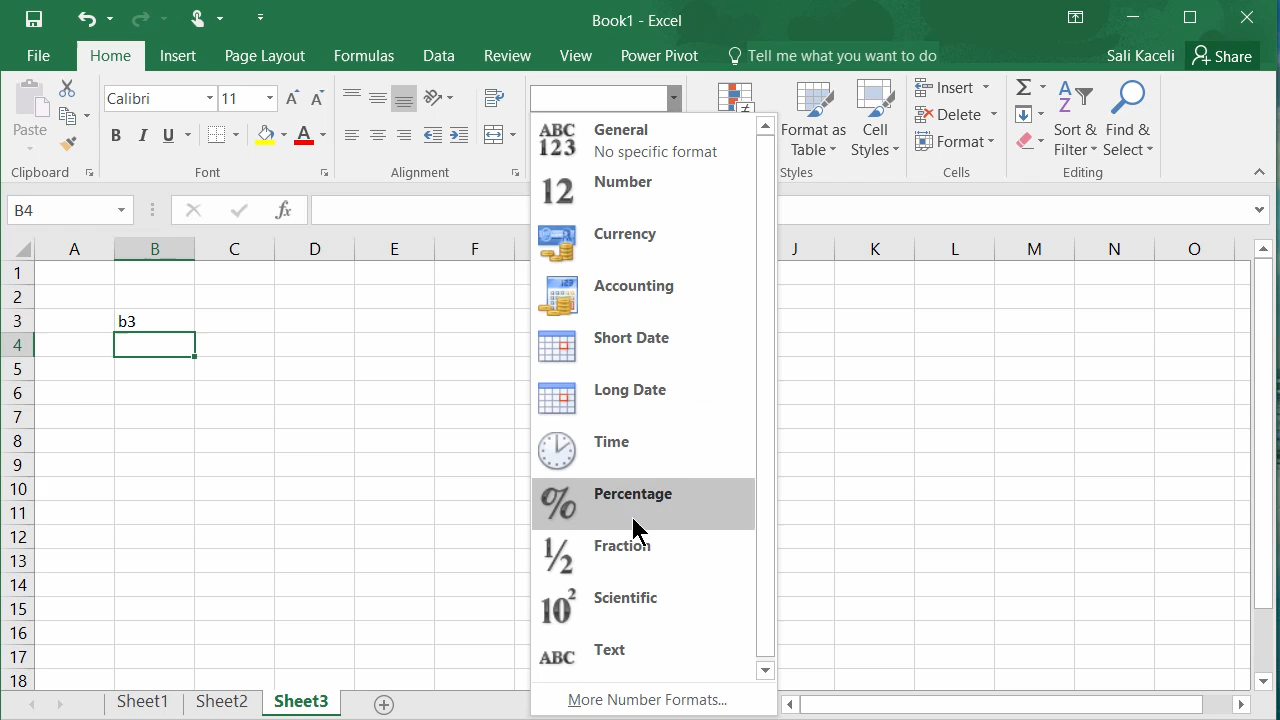 Book1 - Excel
File Home Insert Page Layout Formulas Data Review View Power Pivot Tell me what you want to do Sali Kaceli Share
Paste
Clipboard
Calibri 11
B I U A
Font
Alignment
Format as Table
Cell Styles
Styles
Insert
Delete
Format
Cells
Sort & Filter
Find & Select
Editing
B4 fx
A B C D E F J K L M N O
1
2
3 b3
4
5
6
7
8
9
10
11
12
13
14
15
16
17
18
ABC 123 General
No specific format
12 Number
Currency
Accounting
Short Date
Long Date
Time
% Percentage
1/2 Fraction
10² Scientific
ABC Text
More Number Formats...
Sheet1 Sheet2 Sheet3